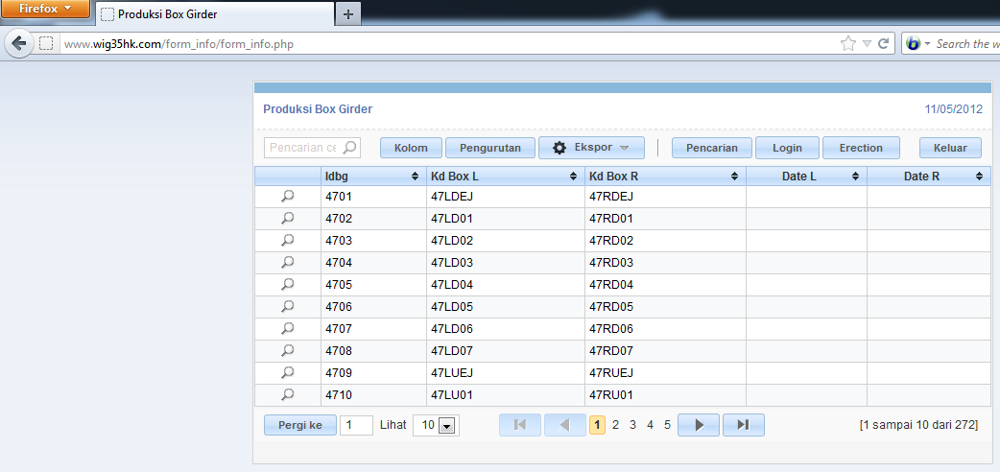 Firefox
Produksi Box Girder
www.wig35hk.com/form_info/form_info.php
Search the w
Produksi Box Girder 11/05/2012
Pencarian ce Kolom Pengurutan Ekspor Pencarian Login Erection Keluar
Idbg Kd Box L Kd Box R Date L Date R
4701 47LDEJ 47RDEJ
4702 47LD01 47RD01
4703 47LD02 47RD02
4704 47LD03 47RD03
4705 47LD04 47RD04
4706 47LD05 47RD05
4707 47LD06 47RD06
4708 47LD07 47RD07
4709 47LUEJ 47RUEJ
4710 47LU01 47RU01
Pergi ke 1 Lihat 10 1 2 3 4 5 [1 sampai 10 dari 272]